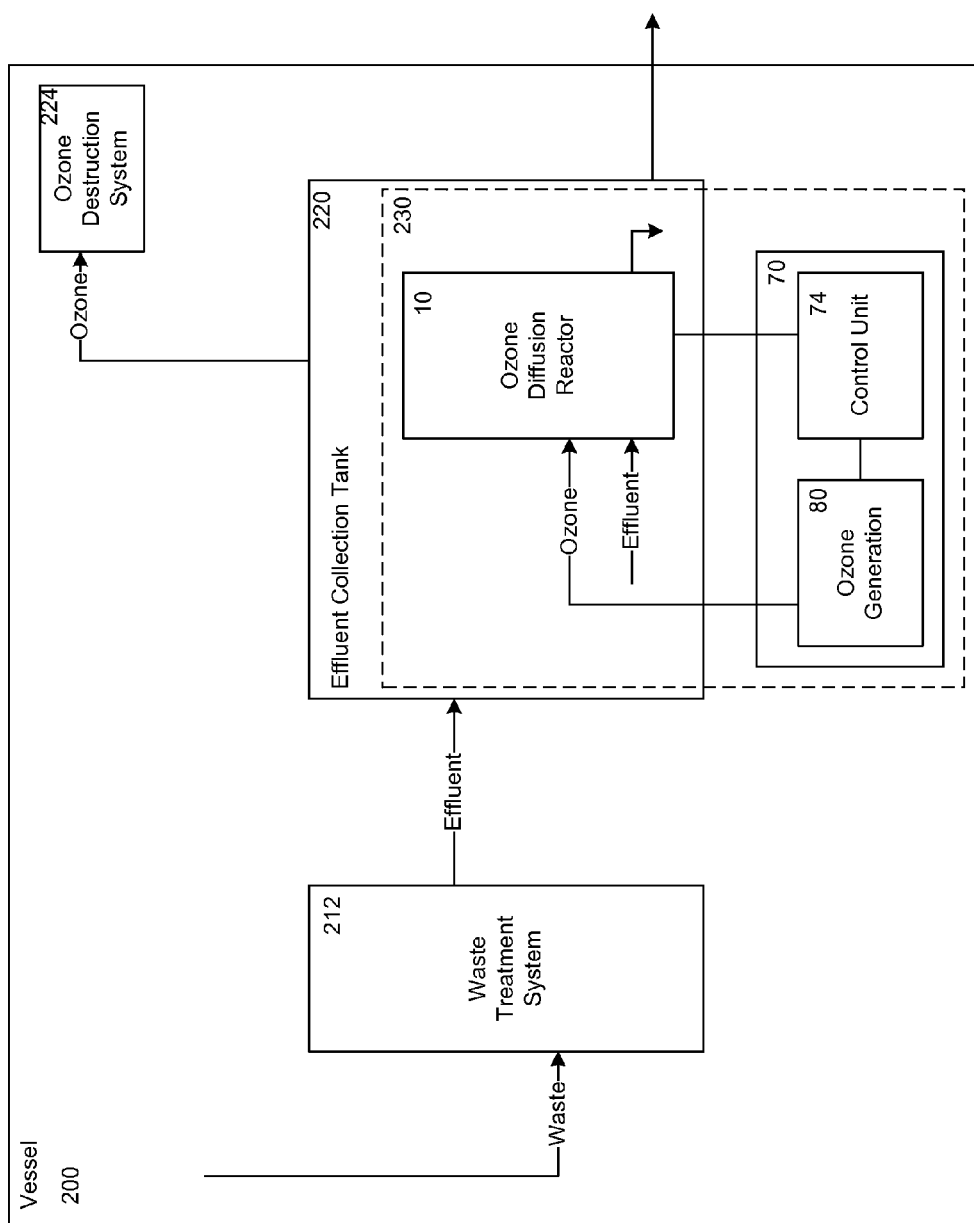 Vessel
200
Waste
212
Waste
Treatment
System
Effluent
Effluent Collection Tank
220
230
10
Ozone
Diffusion
Reactor
Ozone
Effluent
70
80
Ozone
Generation
74
Control Unit
Ozone
224
Ozone
Destruction
System